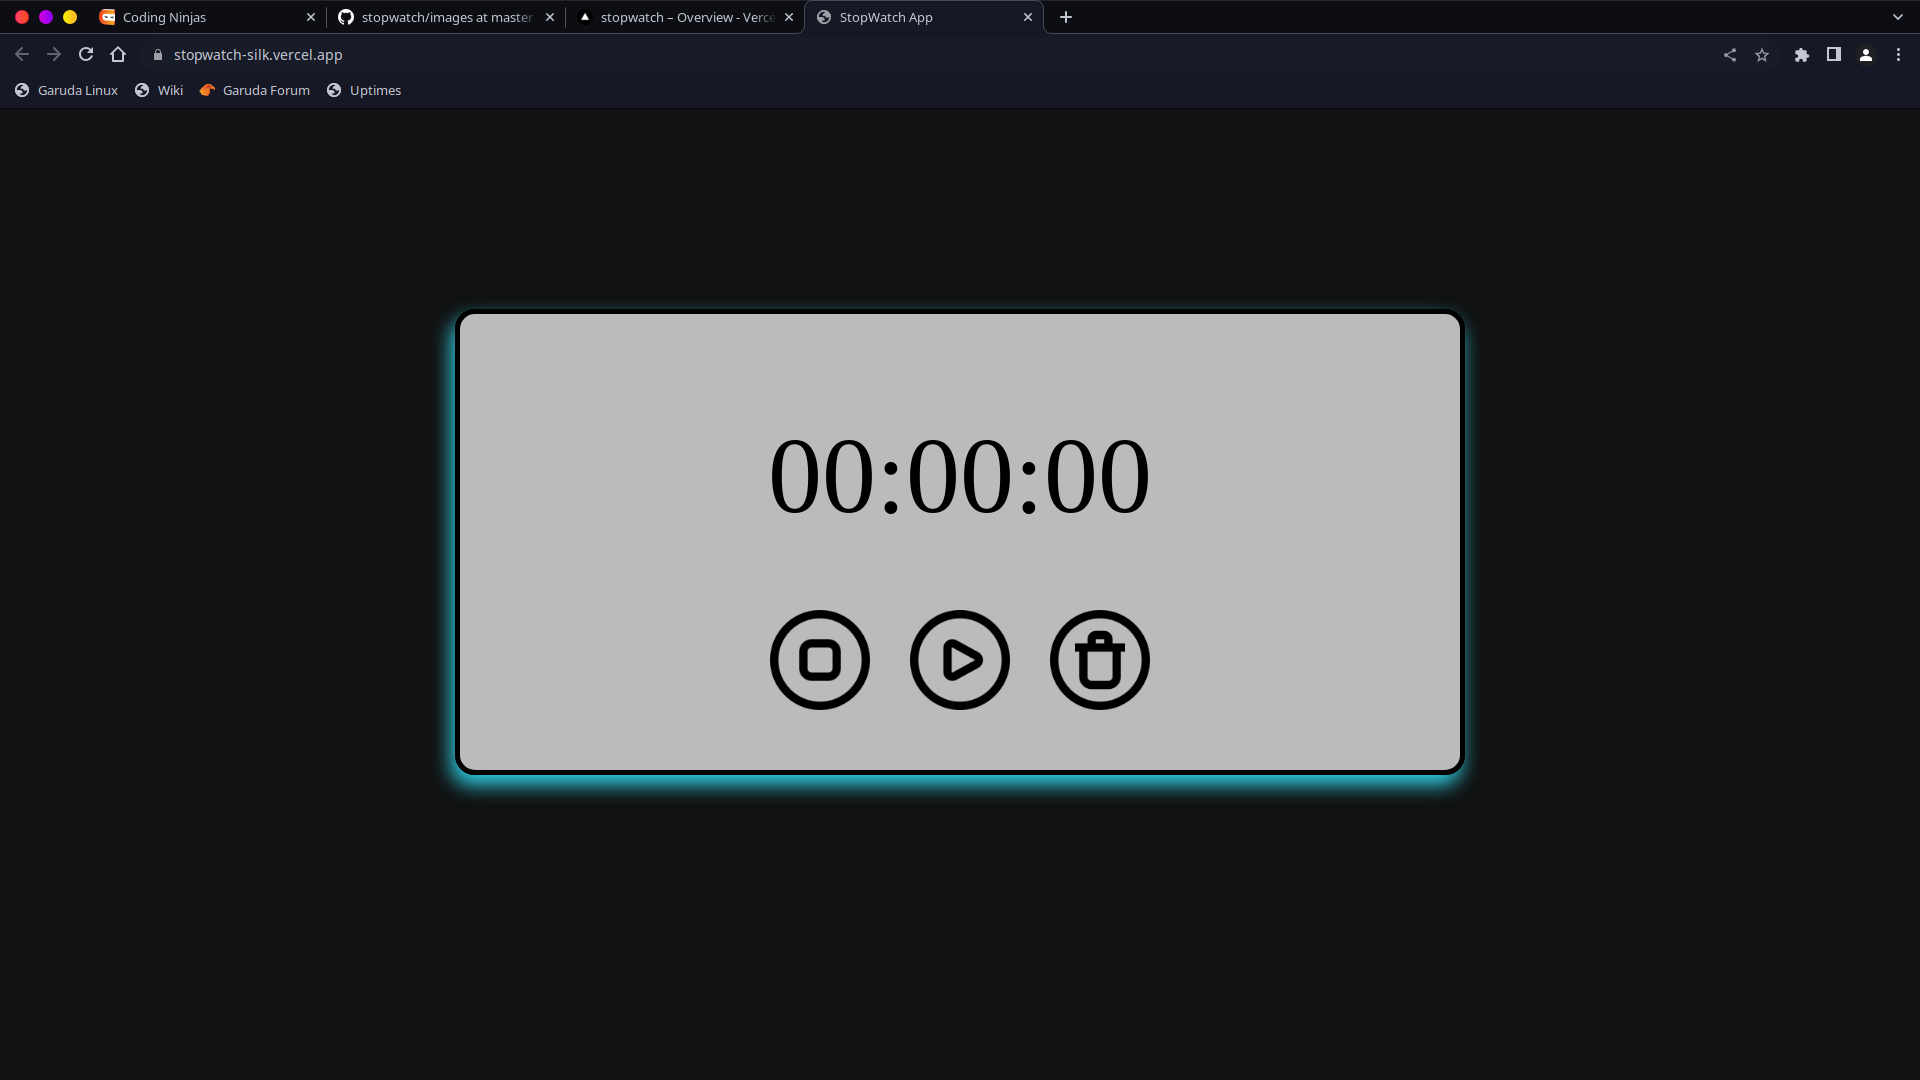 Coding Ninjas
stopwatch/images at master
stopwatch – Overview - Verce
StopWatch App
stopwatch-silk.vercel.app
Garuda Linux
Wiki
Garuda Forum
Uptimes
00:00:00